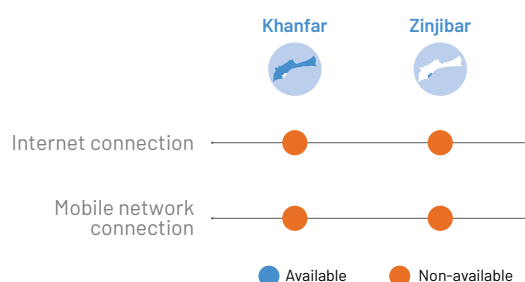 Khanfar Zinjibar
Internet connection
Mobile network
connection
Available Non-available